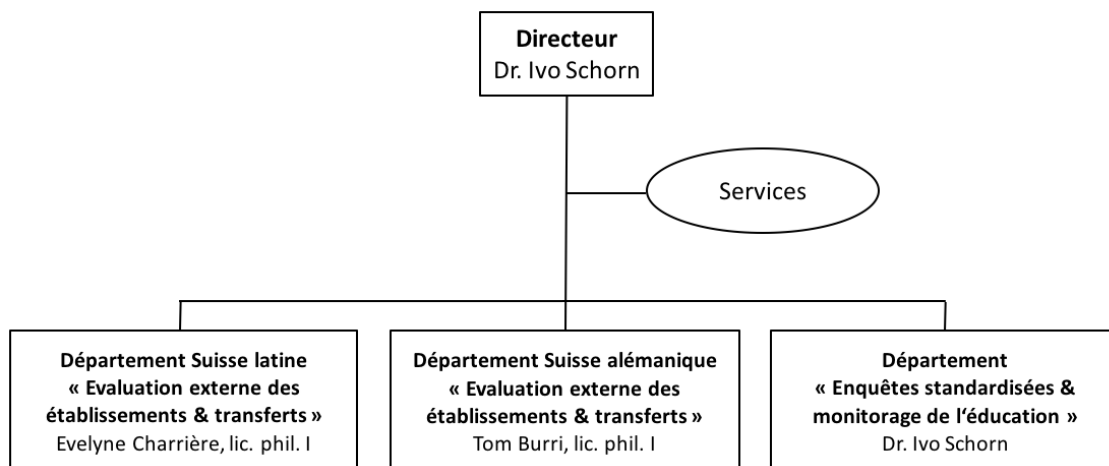 Directeur
Dr. Ivo Schorn
Services
Département Suisse latine
« Evaluation externe des
établissements & transferts »
Evelyne Charrière, lic. phil. I
Département Suisse alémanique
« Evaluation externe des
établissements & transferts »
Tom Burri, lic. phil. I
Département
« Enquêtes standardisées &
monitorage de l‘éducation »
Dr. Ivo Schorn